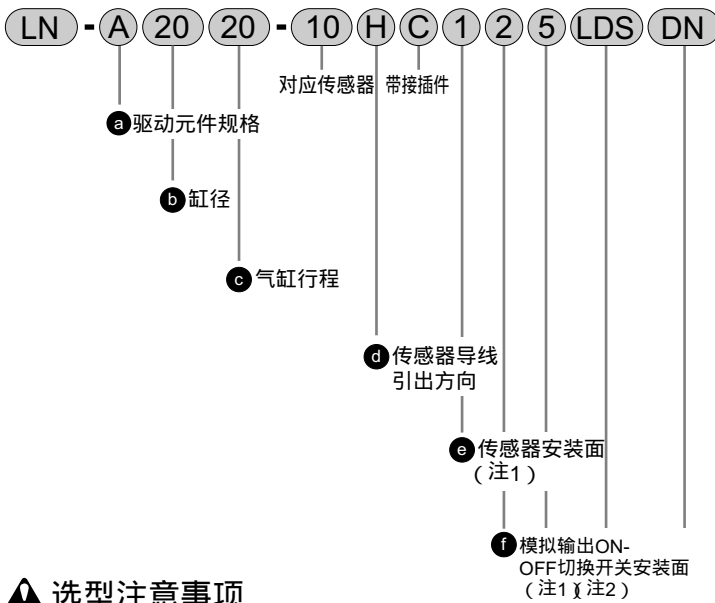 LN - A 20 20 - 10 H C 1 2 5 LDS DN
对应传感器 带接插件
a 驱动元件规格
b 缸径
c 气缸行程
d 传感器导线
引出方向
e 传感器安装面
（注1）
f 模拟输出ON-
OFF切换开关安装面
（注1）（注2）
选型注意事项